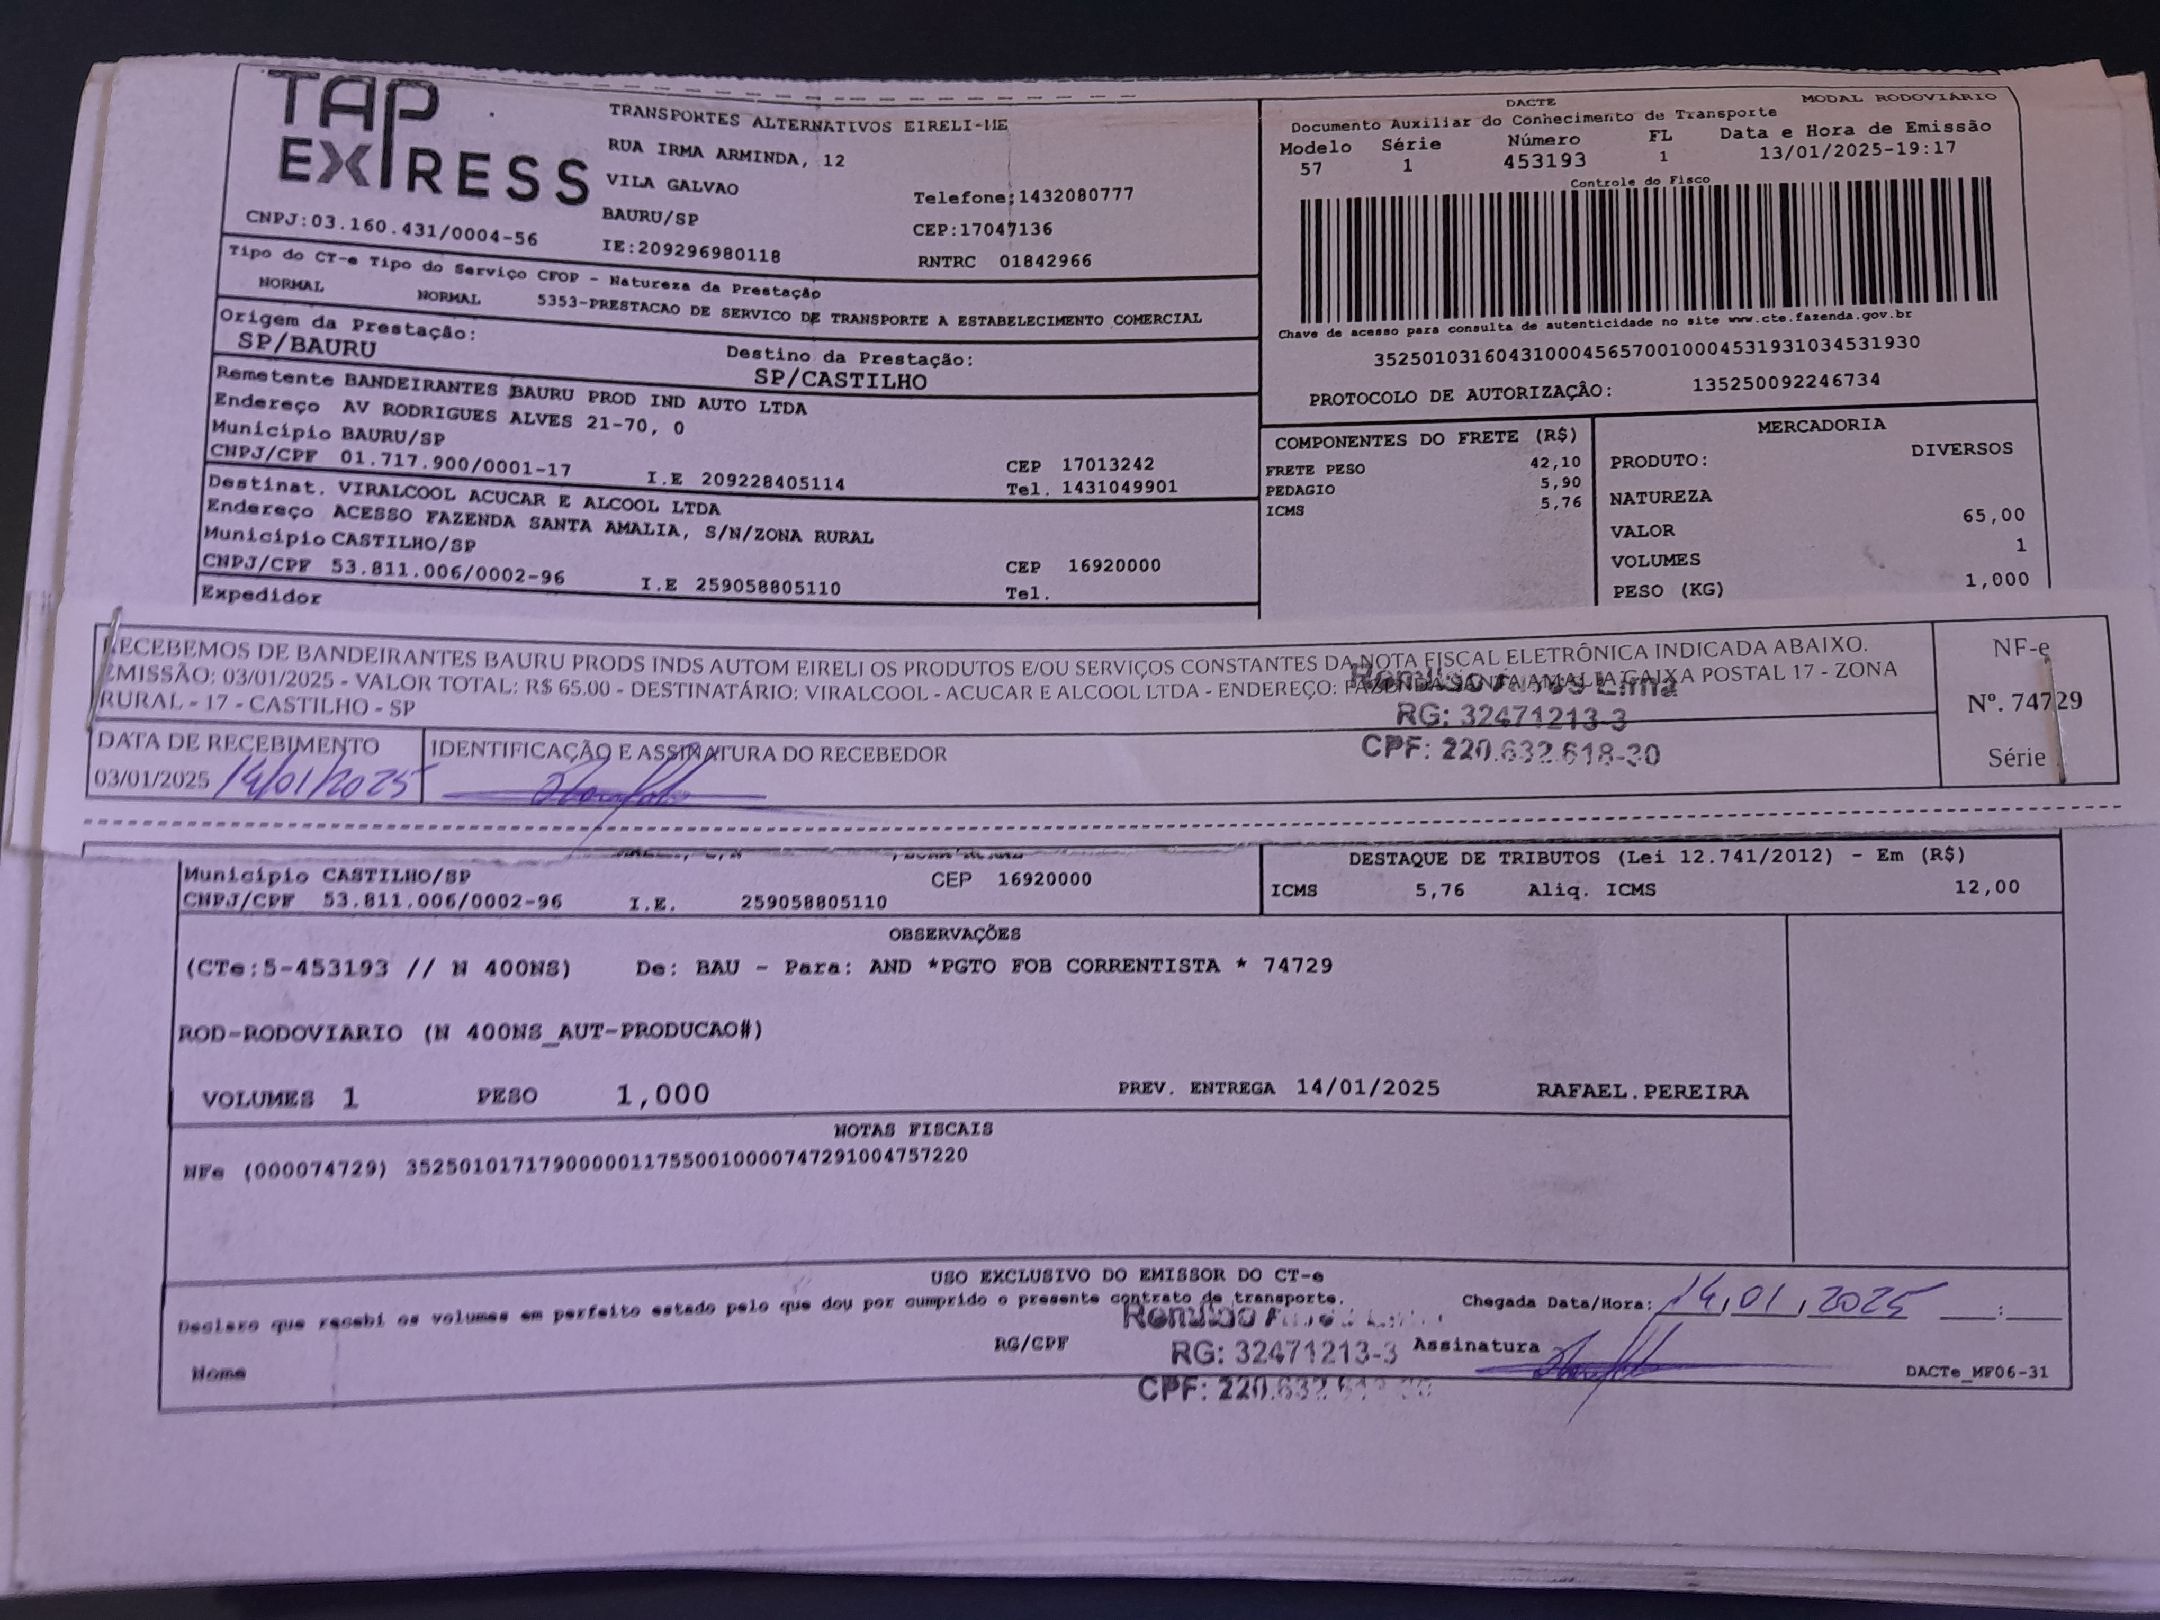 TAP
EXPRESS
CNPJ:03.160.431/0004-56
TRANSPORTES ALTERNATIVOS EIRELI-ME
RUA IRMA ARMINDA, 12
VILA GALVAO
BAURU/SP
IE:209296980118
Telefone:1432080777
CEP:17047136
RNTRC 01842966
DACTE
MODAL RODOVIÁRIO
Documento Auxiliar do Conhecimento de Transporte
Modelo Série Número FL Data e Hora de Emissão
57 1 453193 1 13/01/2025-19:17
Controle do Fisco
Chave de acesso para consulta de autenticidade no site www.cte.fazenda.gov.br
35250103160431000456570010004531931034531930
PROTOCOLO DE AUTORIZAÇÂO: 135250092246734
Tipo do CT-e Tipo do Serviço CFOP - Natureza da Prestação
NORMAL NORMAL 5353-PRESTACAO DE SERVICO DE TRANSPORTE A ESTABELECIMENTO COMERCIAL
Origem da Prestação:
SP/BAURU
Destino da Prestação:
SP/CASTILHO
Remetente BANDEIRANTES BAURU PROD IND AUTO LTDA
Endereço AV RODRIGUES ALVES 21-70, 0
Município BAURU/SP
CEP 17013242
CNPJ/CPF 01.717.900/0001-17 I.E 209228405114 Tel. 1431049901
Destinat. VIRALCOOL ACUCAR E ALCOOL LTDA
Endereço ACESSO FAZENDA SANTA AMALIA, S/N/ZONA RURAL
Município CASTILHO/SP
CEP 16920000
CNPJ/CPF 53.811.006/0002-96 I.E 259058805110 Tel.
Expedidor
COMPONENTES DO FRETE (R$)
FRETE PESO 42,10
PEDAGIO 5,90
ICMS 5,76
MERCADORIA
PRODUTO: DIVERSOS
NATUREZA
VALOR 65,00
VOLUMES 1
PESO (KG) 1,000
RECEBEMOS DE BANDEIRANTES BAURU PRODS INDS AUTOM EIRELI OS PRODUTOS E/OU SERVIÇOS CONSTANTES DA NOTA FISCAL ELETRÔNICA INDICADA ABAIXO.
EMISSÃO: 03/01/2025 - VALOR TOTAL: R$ 65.00 - DESTINATÁRIO: VIRALCOOL - ACUCAR E ALCOOL LTDA - ENDEREÇO: FAZENDA SANTA AMALIA CAIXA POSTAL 17 - ZONA
RURAL - 17 - CASTILHO - SP
RG: 32471213-3
CPF: 220.632.618-30
NF-e
Nº. 74729
Série
DATA DE RECEBIMENTO
03/01/2025 14/01/2025
IDENTIFICAÇÃO E ASSINATURA DO RECEBEDOR
Município CASTILHO/SP CEP 16920000
CNPJ/CPF 53.811.006/0002-96 I.E. 259058805110
DESTAQUE DE TRIBUTOS (Lei 12.741/2012) - Em (R$)
ICMS 5,76 Aliq. ICMS 12,00
OBSERVAÇÕES
(CTe:5-453193 // N 400NS) De: BAU - Para: AND *PGTO FOB CORRENTISTA * 74729
ROD-RODOVIARIO (N 400NS_AUT-PRODUCAO#)
VOLUMES 1 PESO 1,000 PREV. ENTREGA 14/01/2025 RAFAEL.PEREIRA
NOTAS FISCAIS
NFe (000074729) 35250101717900000117550010000747291004757220
USO EXCLUSIVO DO EMISSOR DO CT-e
Declaro que recebi os volumes em perfeito estado pelo que dou por cumprido o presente contrato de transporte.
Chegada Data/Hora: 14,01,2025 :
Nome
RG/CPF
RG: 32471213-3
Assinatura
DACTe_MF06-31